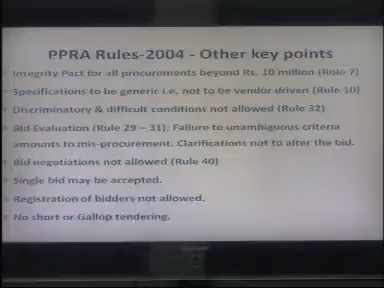 PPRA Rules-2004 - Other key points
Integrity Pact for all procurements beyond Rs. 10 million (Rule 7)
Specifications to be generic i.e. not to be vendor driven (Rule 10)
Discriminatory & difficult conditions not allowed (Rule 32)
Bid Evaluation (Rule 29 – 31); Failure to unambiguous criteria
amounts to mis-procurement. Clarifications not to alter the bid.
Bid negotiations not allowed (Rule 40)
Single bid may be accepted.
Registration of bidders not allowed.
No short or Gallop tendering.